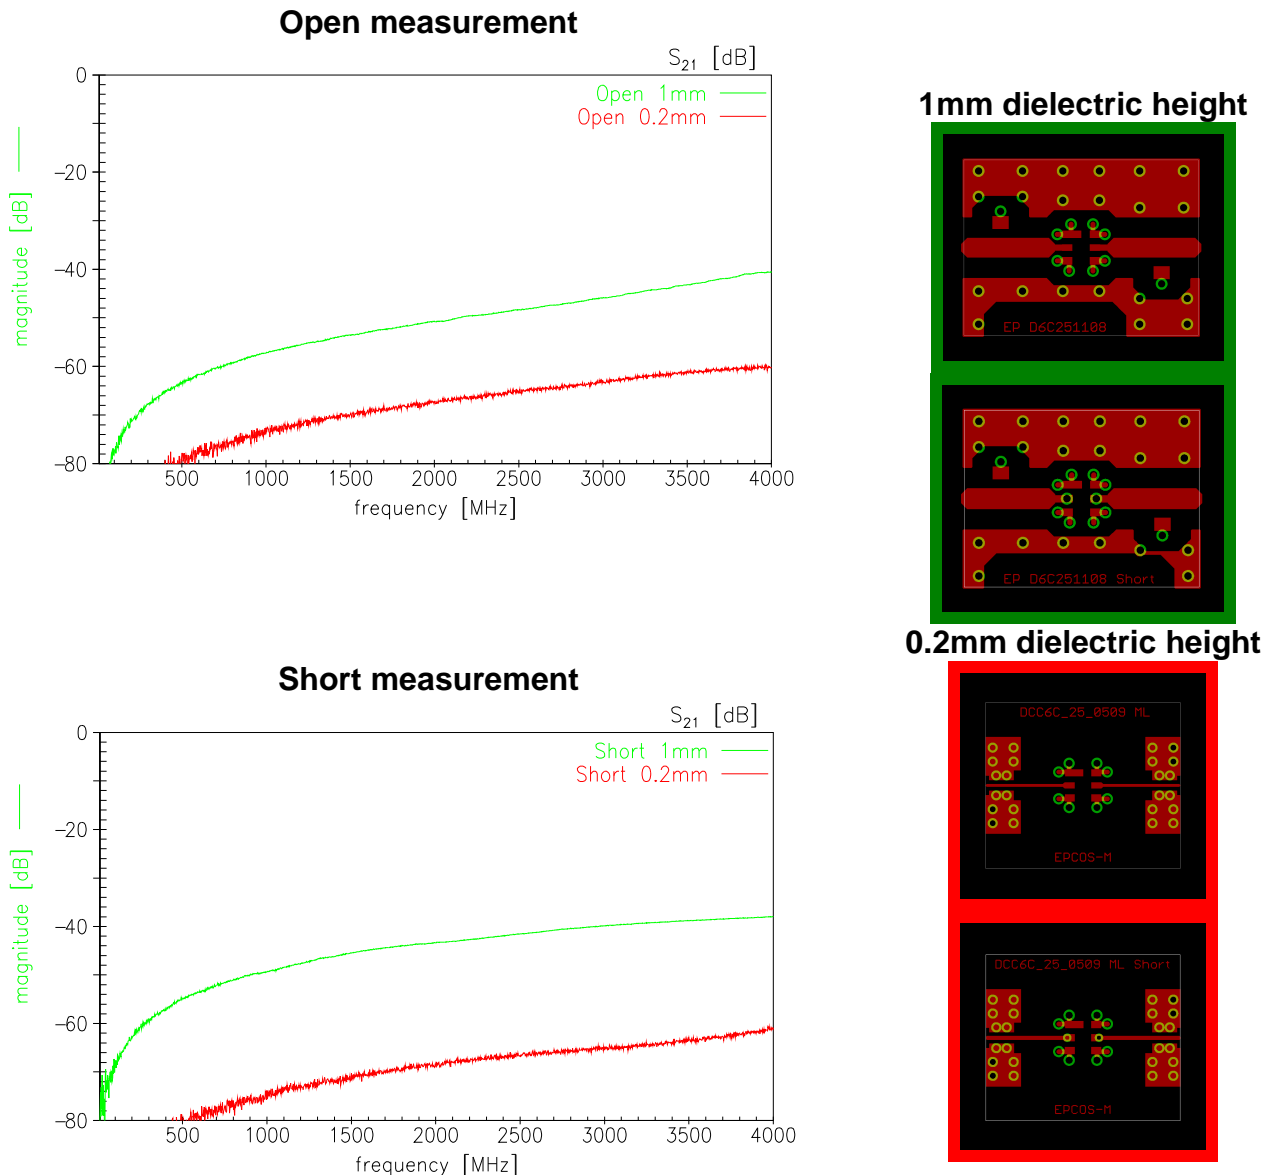 Open measurement
S21 [dB]
Open 1mm
Open 0.2mm
magnitude [dB]
0
−20
−40
−60
−80
500 1000 1500 2000 2500 3000 3500 4000
frequency [MHz]
1mm dielectric height
EP D6C251108
EP D6C251108 Short
0.2mm dielectric height
Short measurement
S21 [dB]
Short 1mm
Short 0.2mm
magnitude [dB]
0
−20
−40
−60
−80
500 1000 1500 2000 2500 3000 3500 4000
frequency [MHz]
DCC6C_25_0509 ML
EPCOS-M
DCC6C_25_0509 ML Short
EPCOS-M